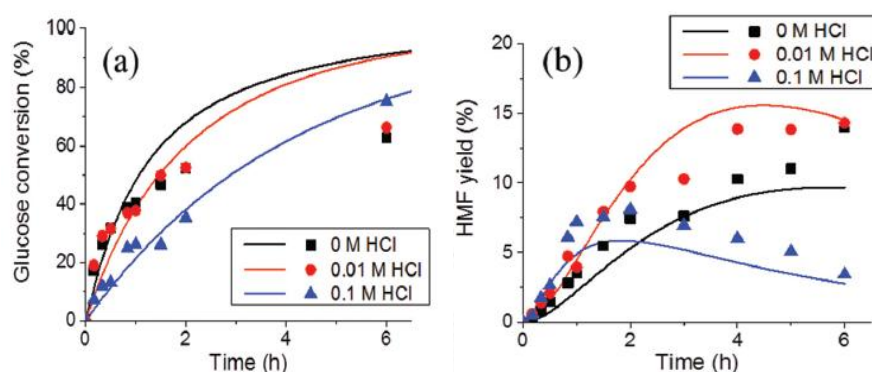 (a)
Glucose conversion (%)
100
80
60
40
20
0
0 M HCl
0.01 M HCl
0.1 M HCl
0
2
4
6
Time (h)
(b)
HMF yield (%)
20
15
10
5
0
0 M HCl
0.01 M HCl
0.1 M HCl
0
2
4
6
Time (h)